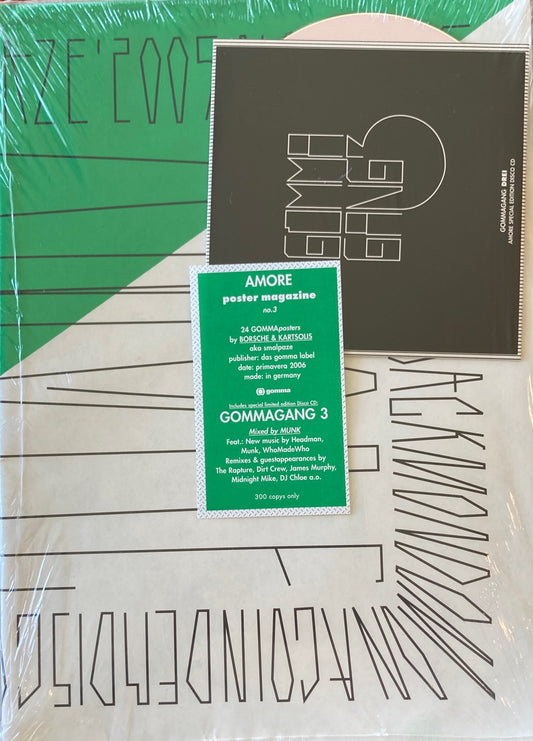 AZE'2005
GOMMA
GANG 3
GOMMAGANG DREI
AMORE SPECIAL EDITION DISCO CD
AMORE
poster magazine
no.3
24 GOMMAposters
by BORSCHE & KARTSOLIS
aka smalpaze
publisher: das gomma label
date: primavera 2006
made: in germany
gomma
Includes special limited edition Disco CD:
GOMMAGANG 3
Mixed by MUNK
Feat.: New music by Headman,
Munk, WhoMadeWho
Remixes & guestappearances by
The Rapture, Dirt Crew, James Murphy,
Midnight Mike, DJ Chloe a.o.
300 copys only